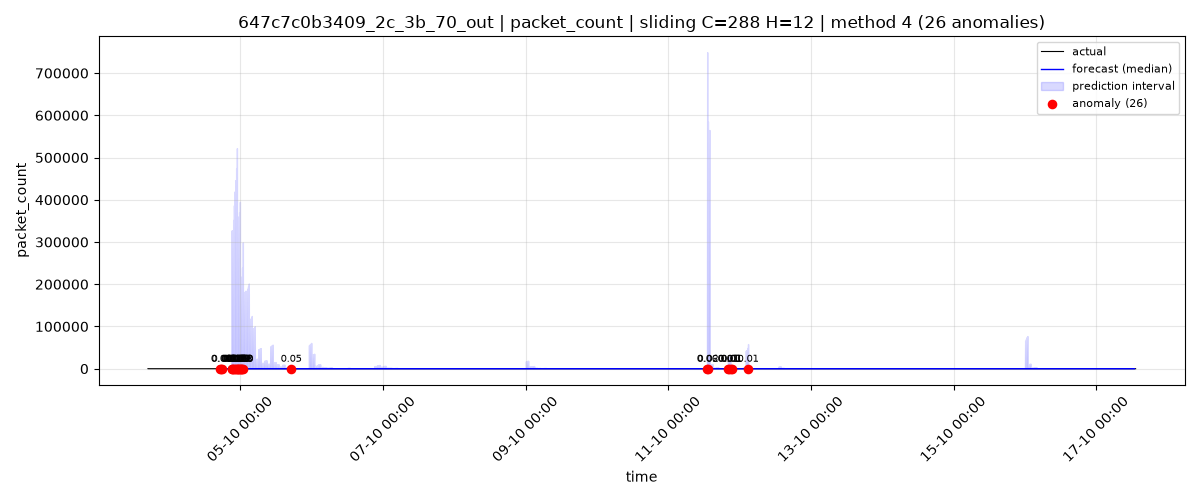 647c7c0b3409_2c_3b_70_out | packet_count | sliding C=288 H=12 | method 4 (26 anomalies)
actual
forecast (median)
prediction interval
anomaly (26)
packet_count
700000
600000
500000
400000
300000
200000
100000
0
0.05
0.01
05-10 00:00
07-10 00:00
09-10 00:00
11-10 00:00
13-10 00:00
15-10 00:00
17-10 00:00
time